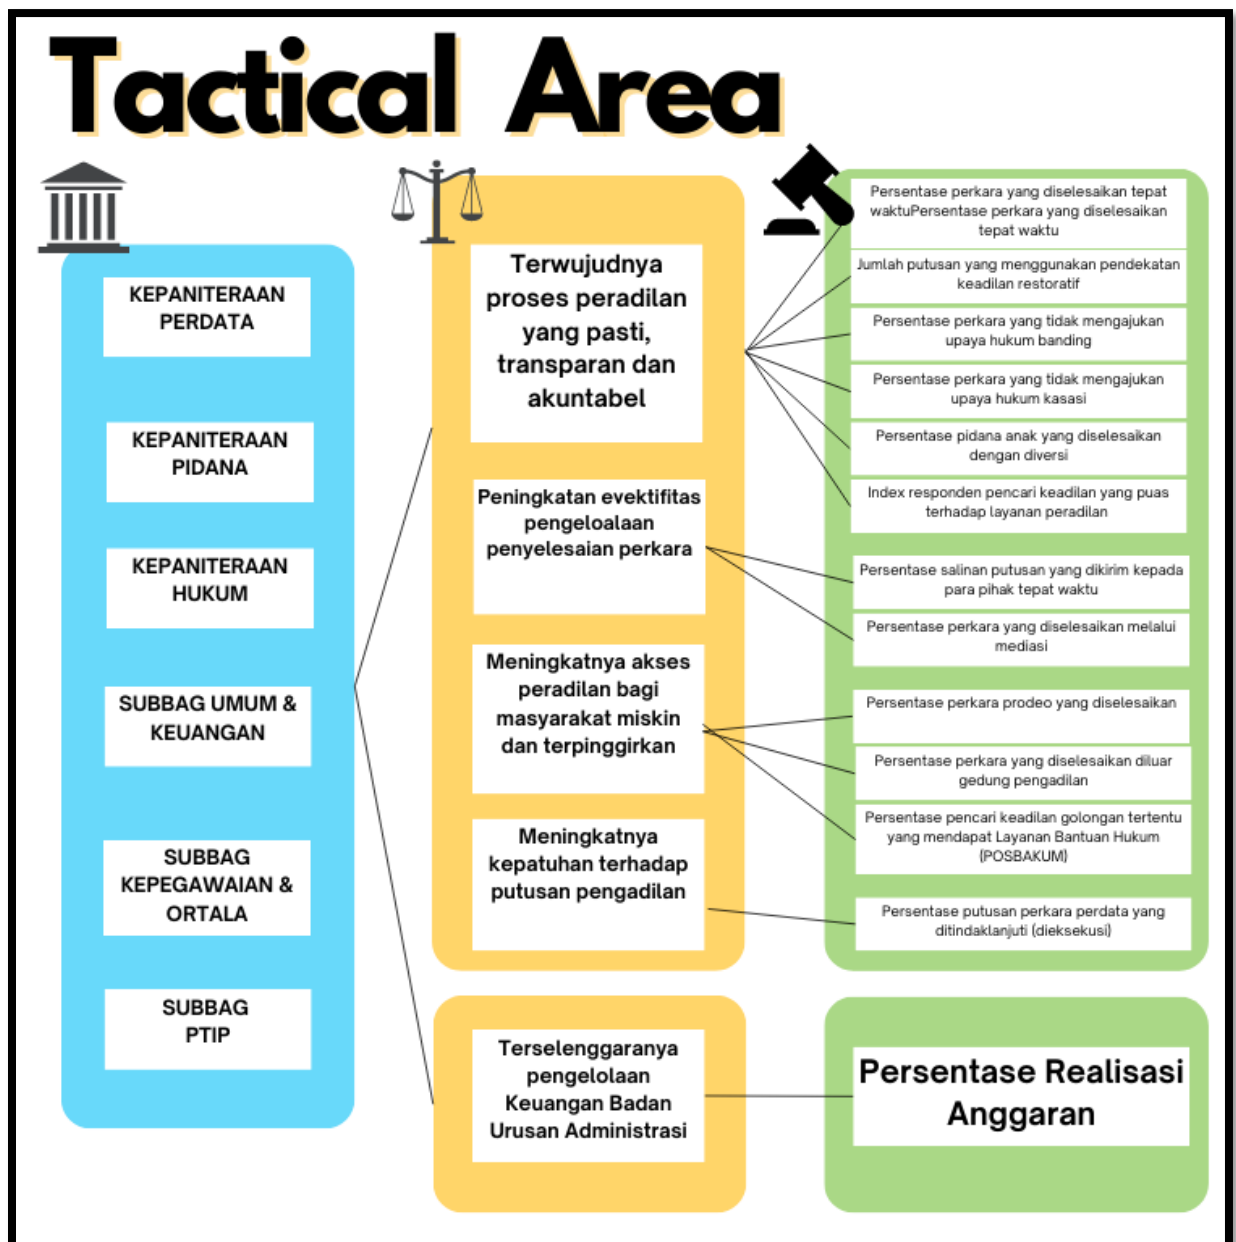 Tactical Area
KEPANITERAAN
PERDATA
KEPANITERAAN
PIDANA
KEPANITERAAN
HUKUM
SUBBAG UMUM &
KEUANGAN
SUBBAG
KEPEGAWAIAN &
ORTALA
SUBBAG
PTIP
Terwujudnya
proses peradilan
yang pasti,
transparan dan
akuntabel
Peningkatan evektifitas
pengeloalaan
penyelesaian perkara
Meningkatnya akses
peradilan bagi
masyarakat miskin
dan terpinggirkan
Meningkatnya
kepatuhan terhadap
putusan pengadilan
Terselenggaranya
pengelolaan
Keuangan Badan
Urusan Administrasi
Persentase perkara yang diselesaikan tepat
waktuPersentase perkara yang diselesaikan
tepat waktu
Jumlah putusan yang menggunakan pendekatan
keadilan restoratif
Persentase perkara yang tidak mengajukan
upaya hukum banding
Persentase perkara yang tidak mengajukan
upaya hukum kasasi
Persentase pidana anak yang diselesaikan
dengan diversi
Index responden pencari keadilan yang puas
terhadap layanan peradilan
Persentase salinan putusan yang dikirim kepada
para pihak tepat waktu
Persentase perkara yang diselesaikan melalui
mediasi
Persentase perkara prodeo yang diselesaikan
Persentase perkara yang diselesaikan diluar
gedung pengadilan
Persentase pencari keadilan golongan tertentu
yang mendapat Layanan Bantuan Hukum
(POSBAKUM)
Persentase putusan perkara perdata yang
ditindaklanjuti (dieksekusi)
Persentase Realisasi
Anggaran